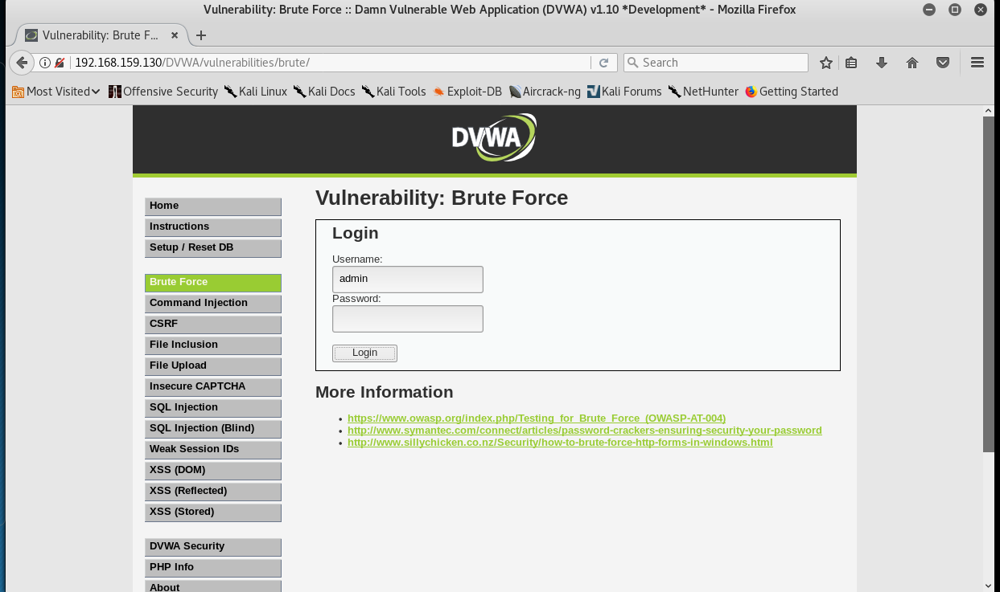 Vulnerability: Brute Force :: Damn Vulnerable Web Application (DVWA) v1.10 *Development* - Mozilla Firefox
Vulnerability: Brute F...
192.168.159.130/DVWA/vulnerabilities/brute/
Search
Most Visited Offensive Security Kali Linux Kali Docs Kali Tools Exploit-DB Aircrack-ng Kali Forums NetHunter Getting Started
DVWA
Home
Instructions
Setup / Reset DB
Brute Force
Command Injection
CSRF
File Inclusion
File Upload
Insecure CAPTCHA
SQL Injection
SQL Injection (Blind)
Weak Session IDs
XSS (DOM)
XSS (Reflected)
XSS (Stored)
DVWA Security
PHP Info
About
Vulnerability: Brute Force
Login
Username:
admin
Password:
Login
More Information
• https://www.owasp.org/index.php/Testing_for_Brute_Force_(OWASP-AT-004)
• http://www.symantec.com/connect/articles/password-crackers-ensuring-security-your-password
• http://www.sillychicken.co.nz/Security/how-to-brute-force-http-forms-in-windows.html